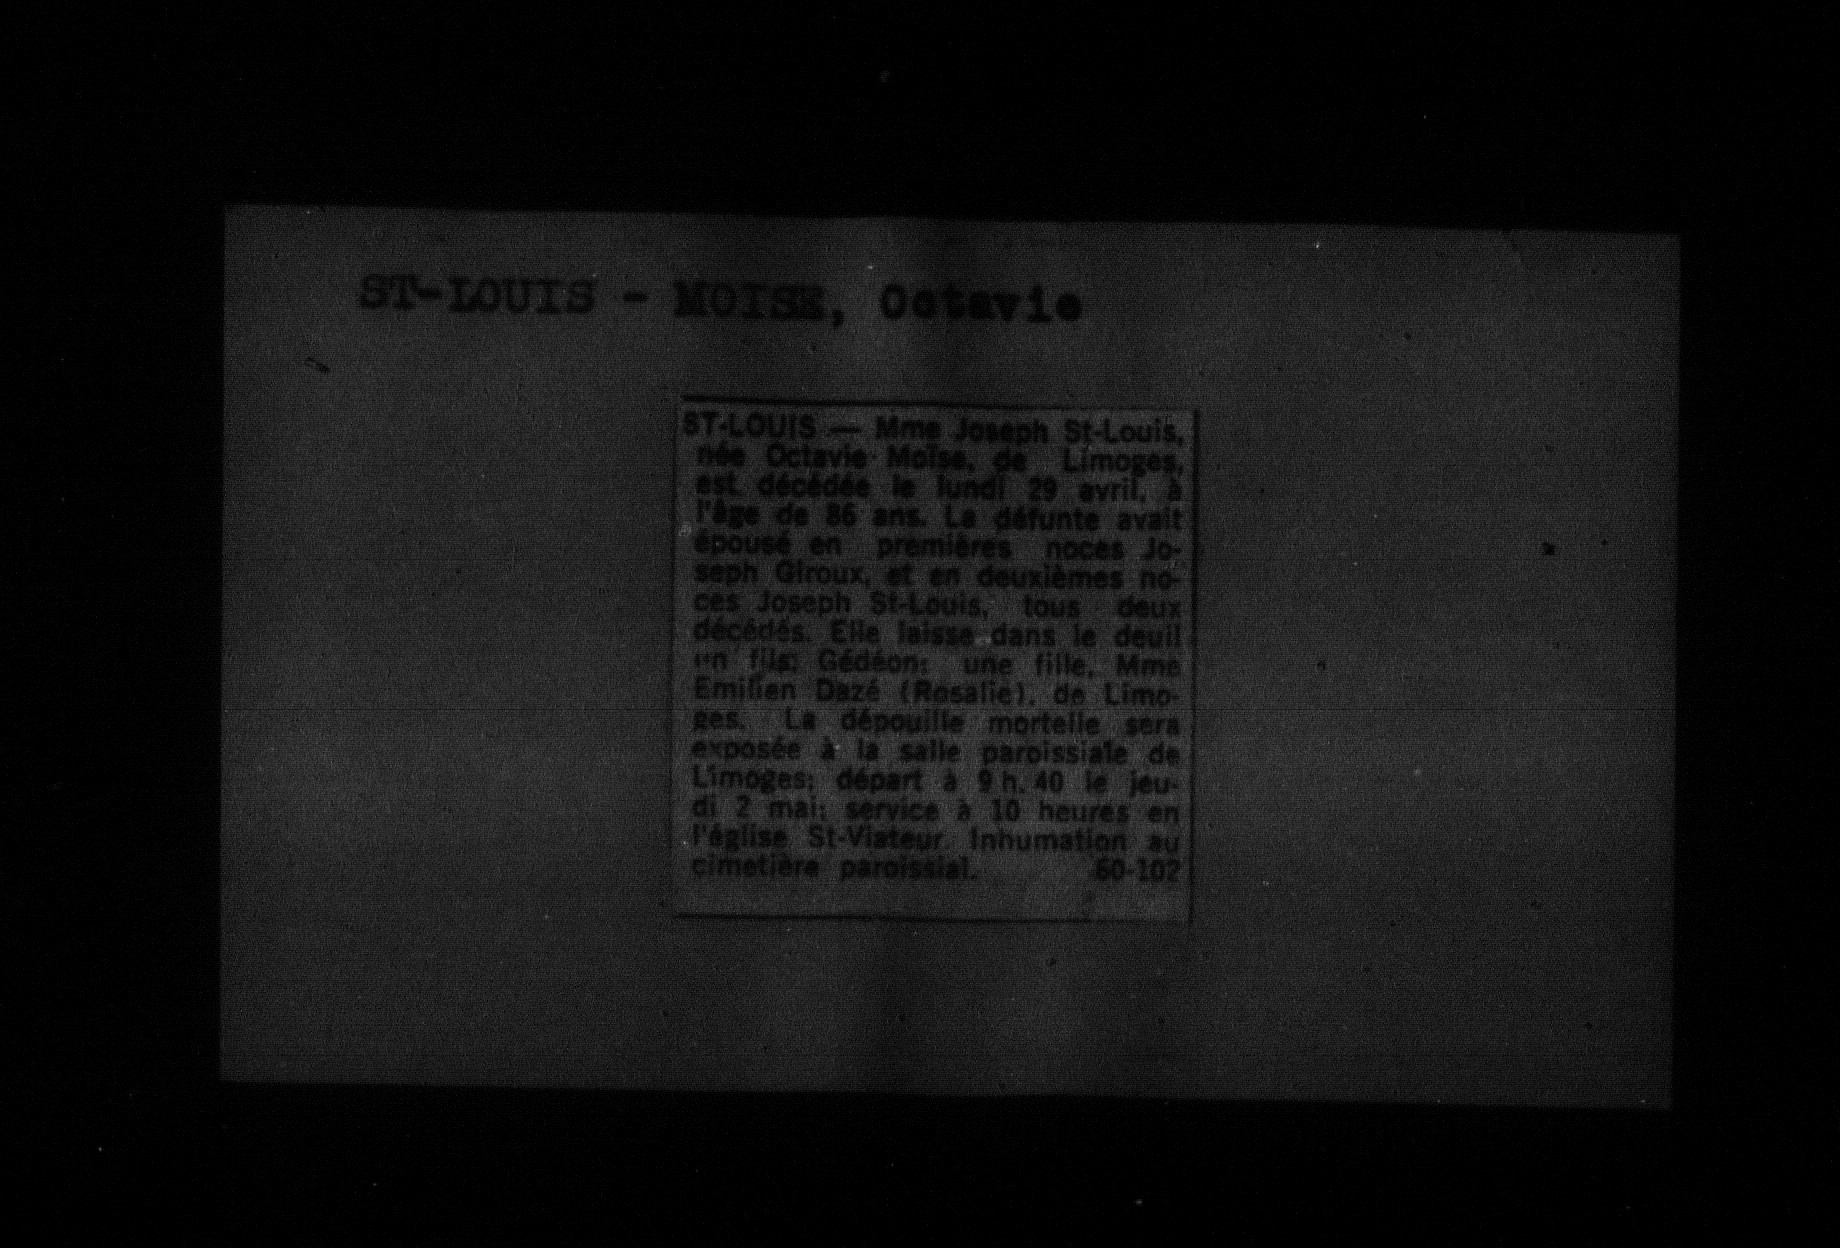 ST-LOUIS - MOISE, Octavie
ST-LOUIS — Mme Joseph St-Louis,
née Octavie Moïse, de Limoges,
est décédée le lundi 29 avril, à
l'âge de 86 ans. La défunte avait
épousé en premières noces Jo-
seph Giroux, et en deuxièmes no-
ces Joseph St-Louis, tous deux
décédés. Elle laisse dans le deuil
un fils: Gédéon; une fille, Mme
Emilien Dazé (Rosalie), de Limo-
ges. La dépouille mortelle sera
exposée à la salle paroissiale de
Limoges; départ à 9 h. 40 le jeu-
di 2 mai; service à 10 heures en
l'église St-Viateur. Inhumation au
cimetière paroissial. 60-102